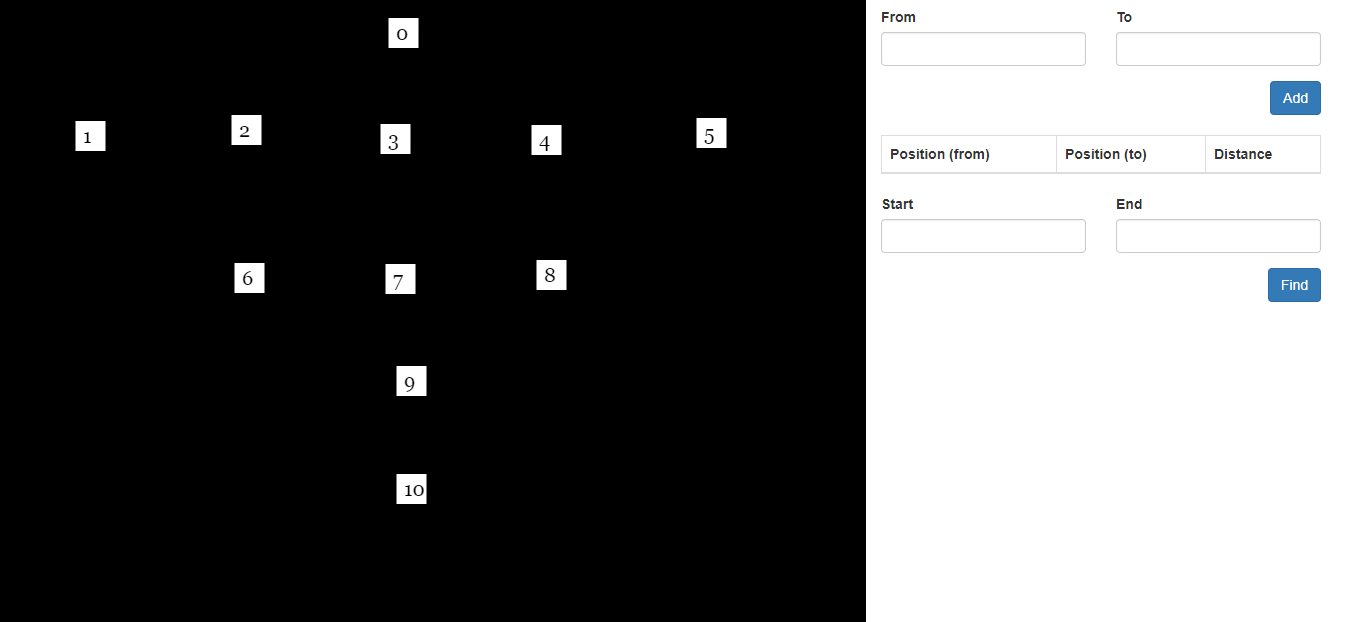 0
1
2
3
4
5
6
7
8
9
10
From To
Add
Position (from) Position (to) Distance
Start End
Find